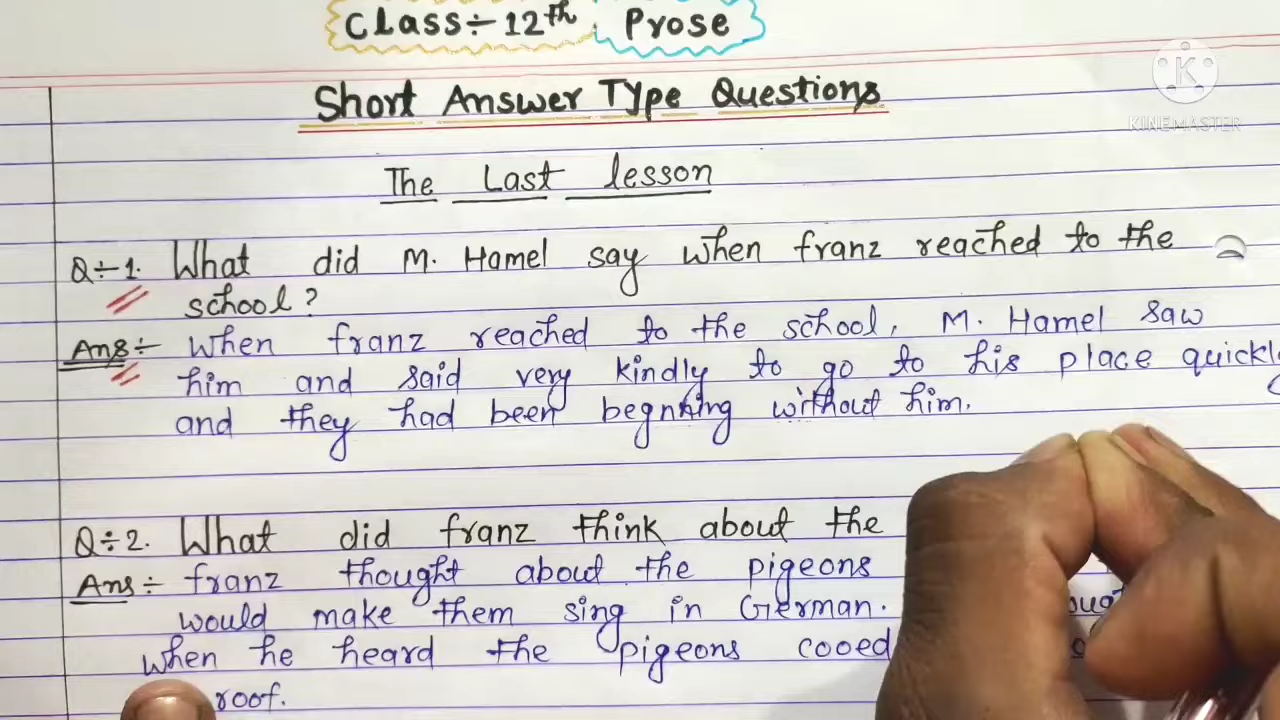 Class÷12th Prose
KINEMASTER
Short Answer Type Questions
The Last lesson
Q÷1. What did M. Hamel say when franz reached to the
school?
Ans÷ when franz reached to the school, M. Hamel saw
him and said very kindly to go to his place quickly
and they had been begnning without him.
Q÷2. What did franz think about the
Ans÷ franz thought about the pigeons
would make them sing in German.
when he heard the pigeons cooed
roof.